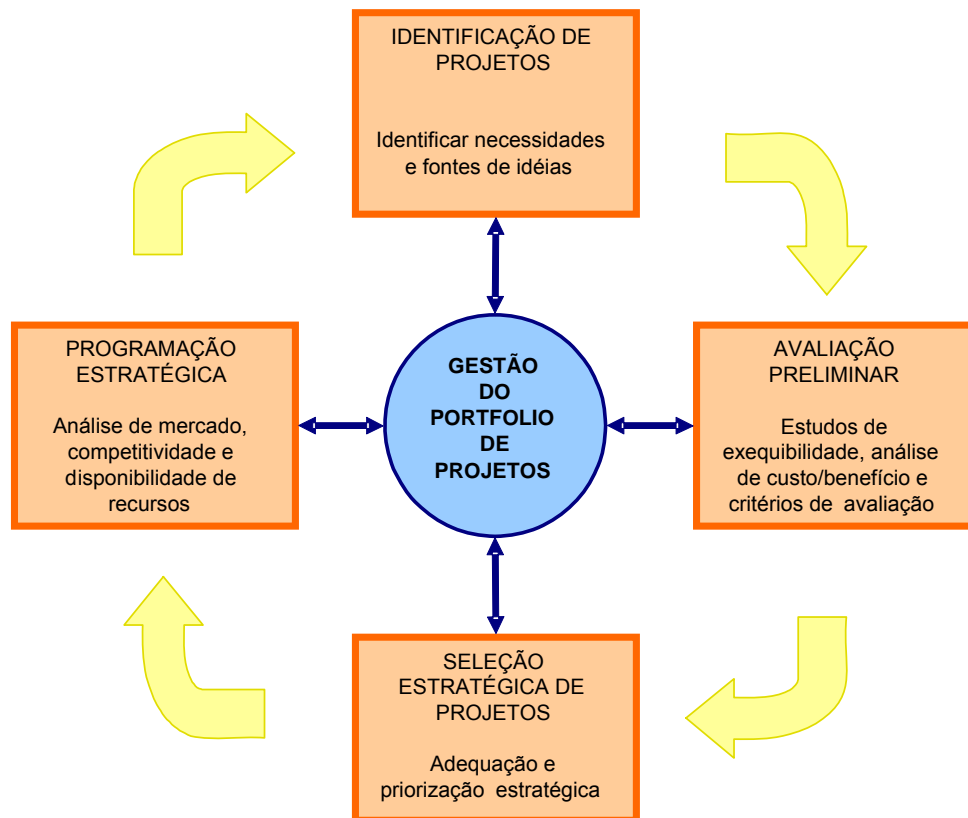 IDENTIFICAÇÃO DE
PROJETOS
Identificar necessidades
e fontes de idéias
PROGRAMAÇÃO
ESTRATÉGICA
Análise de mercado,
competitividade e
disponibilidade de
recursos
GESTÃO
DO
PORTFOLIO
DE
PROJETOS
AVALIAÇÃO
PRELIMINAR
Estudos de
exequibilidade, análise
de custo/benefício e
critérios de avaliação
SELEÇÃO
ESTRATÉGICA DE
PROJETOS
Adequação e
priorização estratégica